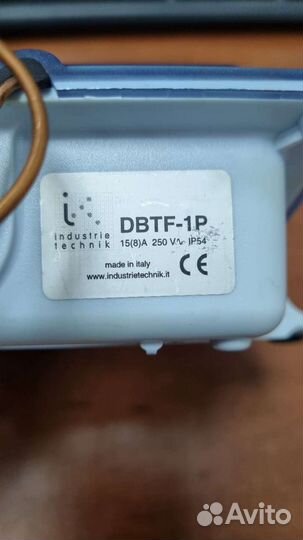 industrie
technik
DBTF-1P
15(8)A 250 V∿ IP54
made in italy
www.industrietechnik.it
CE
Avito